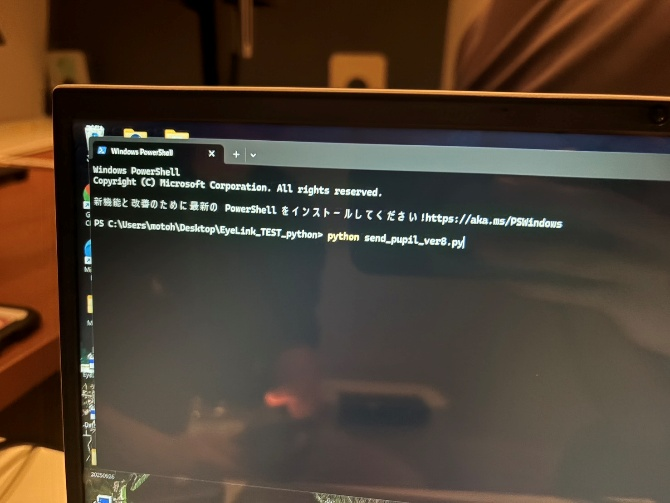 Windows PowerShell
Windows PowerShell
Copyright (C) Microsoft Corporation. All rights reserved.
新機能と改善のために最新の PowerShell をインストールしてください!https://aka.ms/PSWindows
PS C:\Users\motoh\Desktop\EyeLink_TEST_python> python send_pupil_ver8.py
20250926